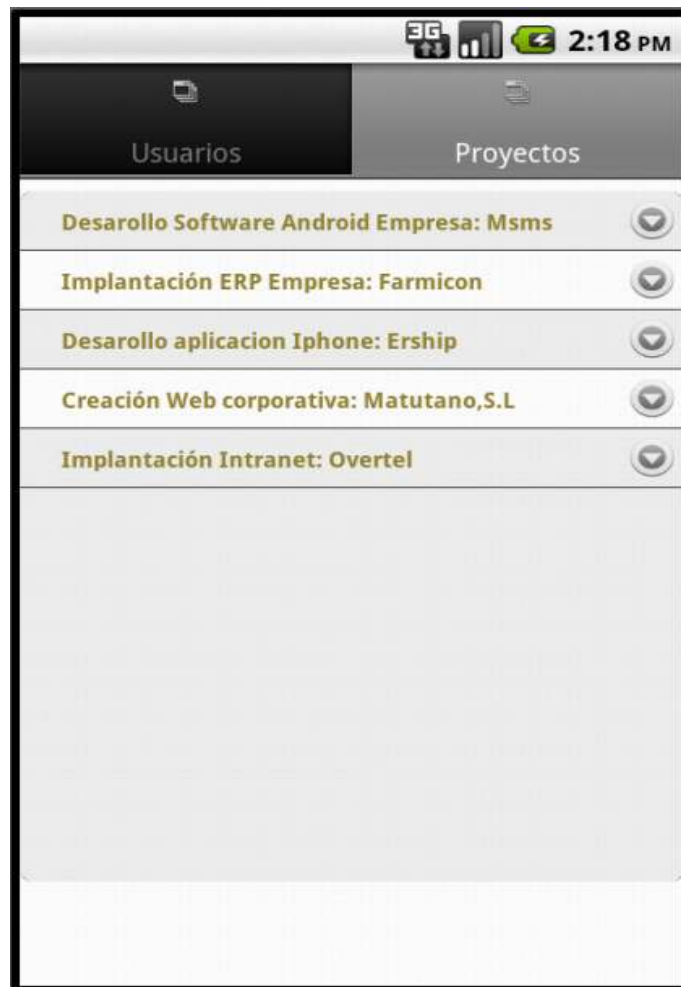 3G 2:18 PM
Usuarios Proyectos
Desarollo Software Android Empresa: Msms
Implantación ERP Empresa: Farmicon
Desarollo aplicacion Iphone: Ership
Creación Web corporativa: Matutano,S.L
Implantación Intranet: Overtel